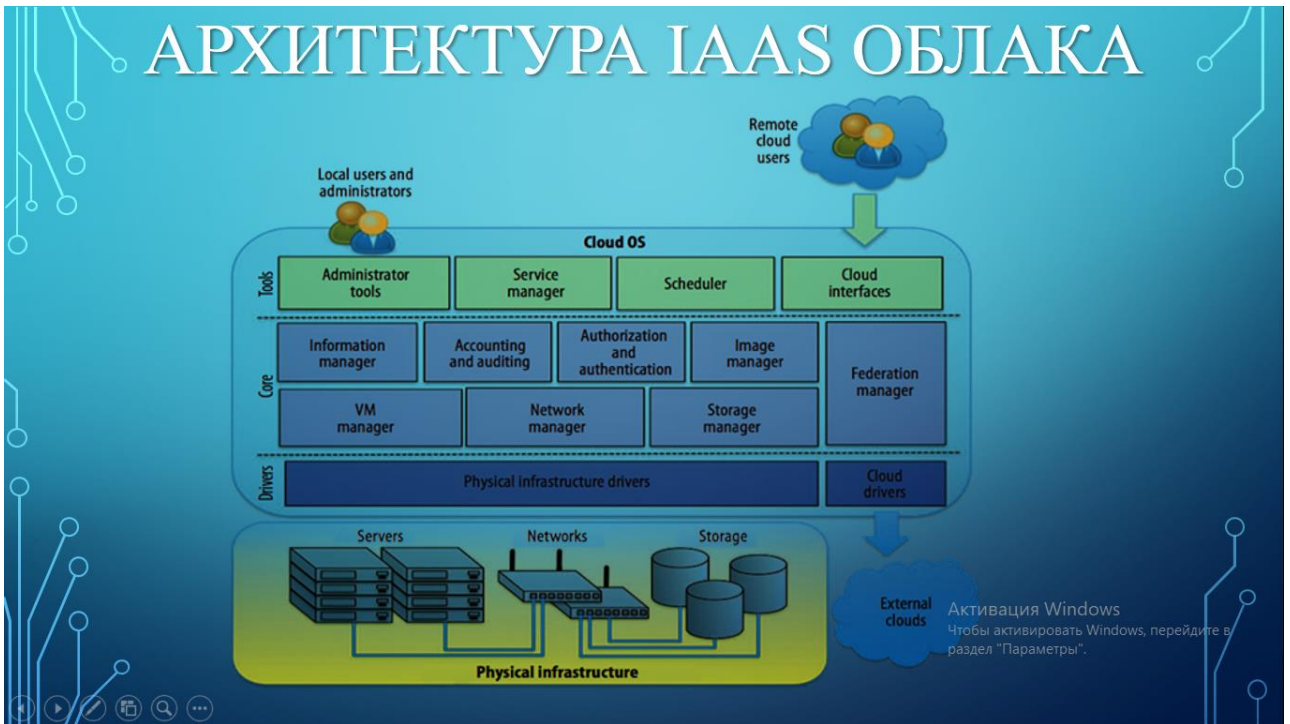 АРХИТЕКТУРА IAAS ОБЛАКА
Remote
cloud
users
Local users and
administrators
Cloud OS
Tools
Administrator
tools
Service
manager
Scheduler
Cloud
interfaces
Core
Information
manager
Accounting
and auditing
Authorization
and
authentication
Image
manager
Federation
manager
VM
manager
Network
manager
Storage
manager
Drivers
Physical infrastructure drivers
Cloud
drivers
Servers
Networks
Storage
Physical infrastructure
External
clouds
Активация Windows
Чтобы активировать Windows, перейдите в
раздел "Параметры".